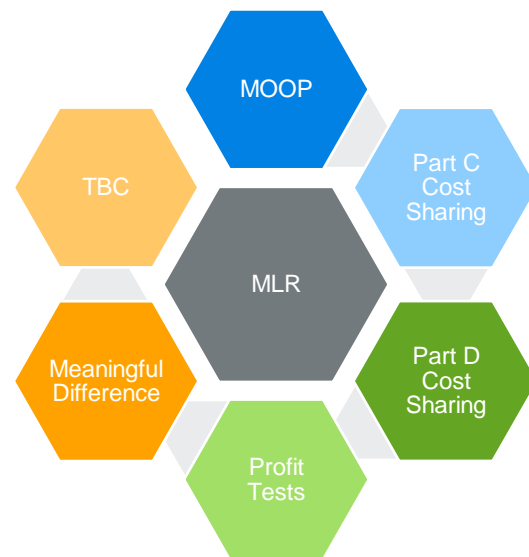 MOOP
Part C
Cost
Sharing
TBC
MLR
Part D
Cost
Sharing
Meaningful
Difference
Profit
Tests